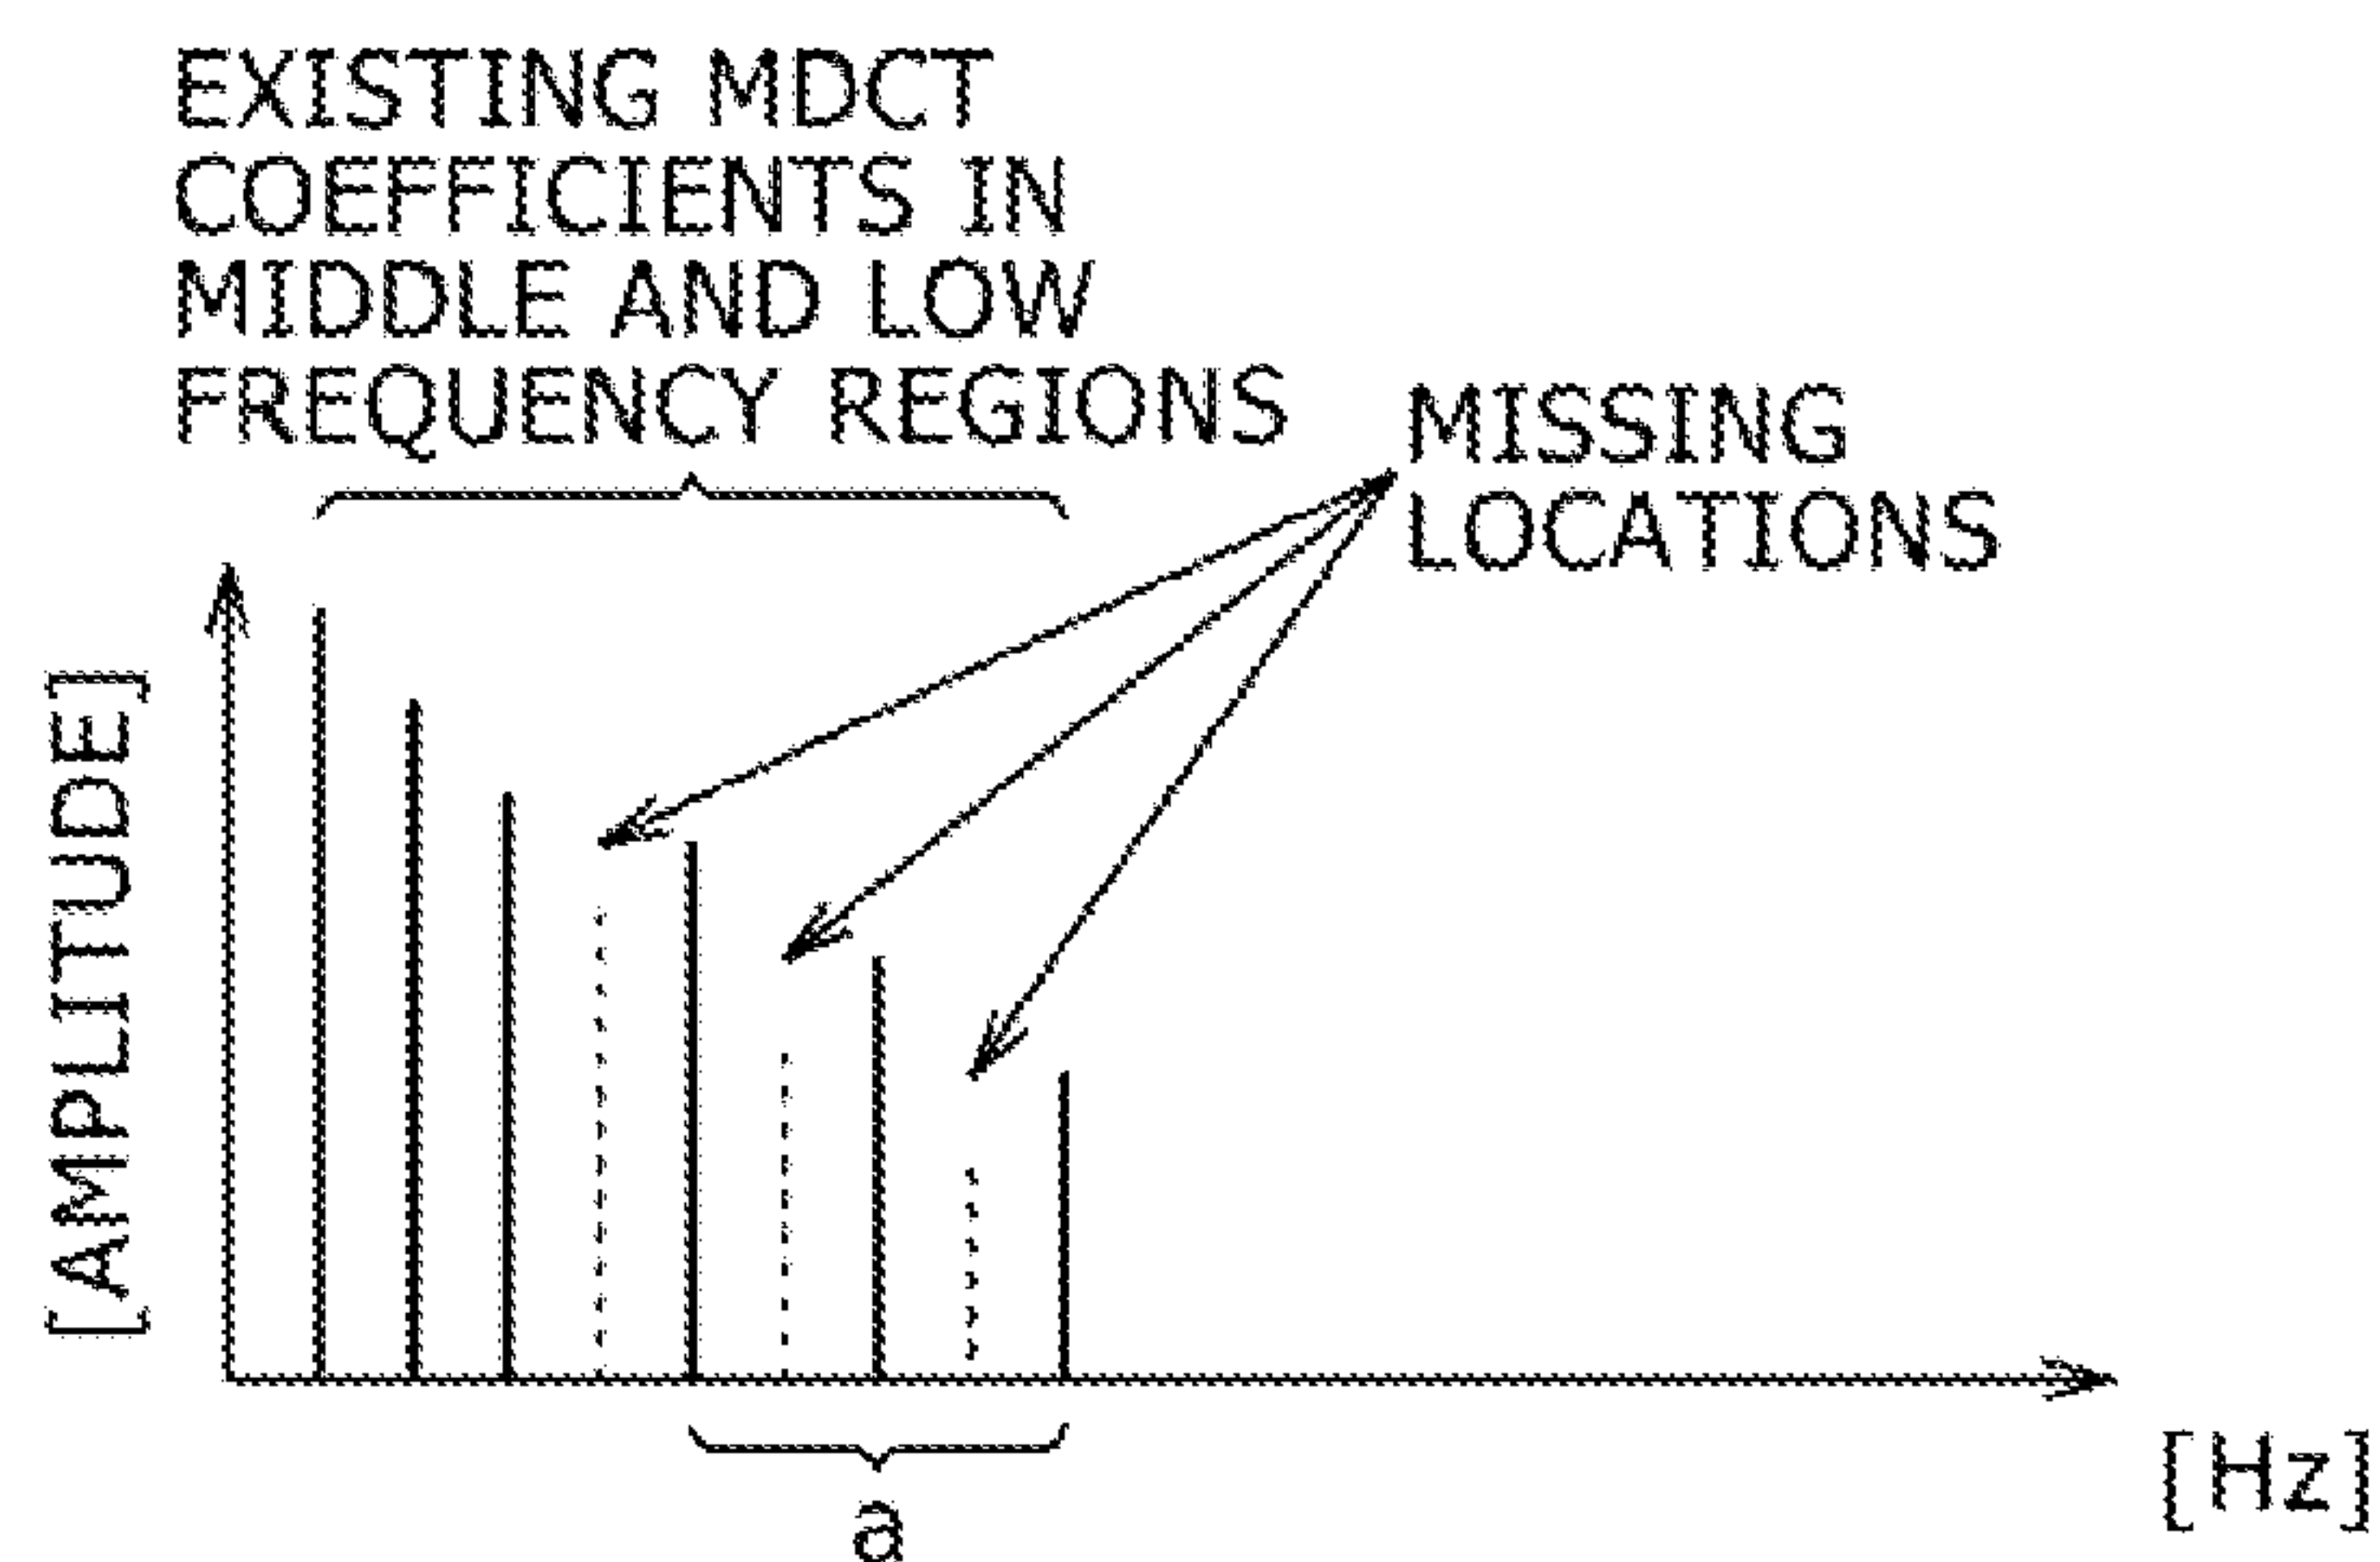 EXISTING MDCT
COEFFICIENTS IN
MIDDLE AND LOW
FREQUENCY REGIONS
MISSING
LOCATIONS
[AMPLITUDE]
[Hz]
a